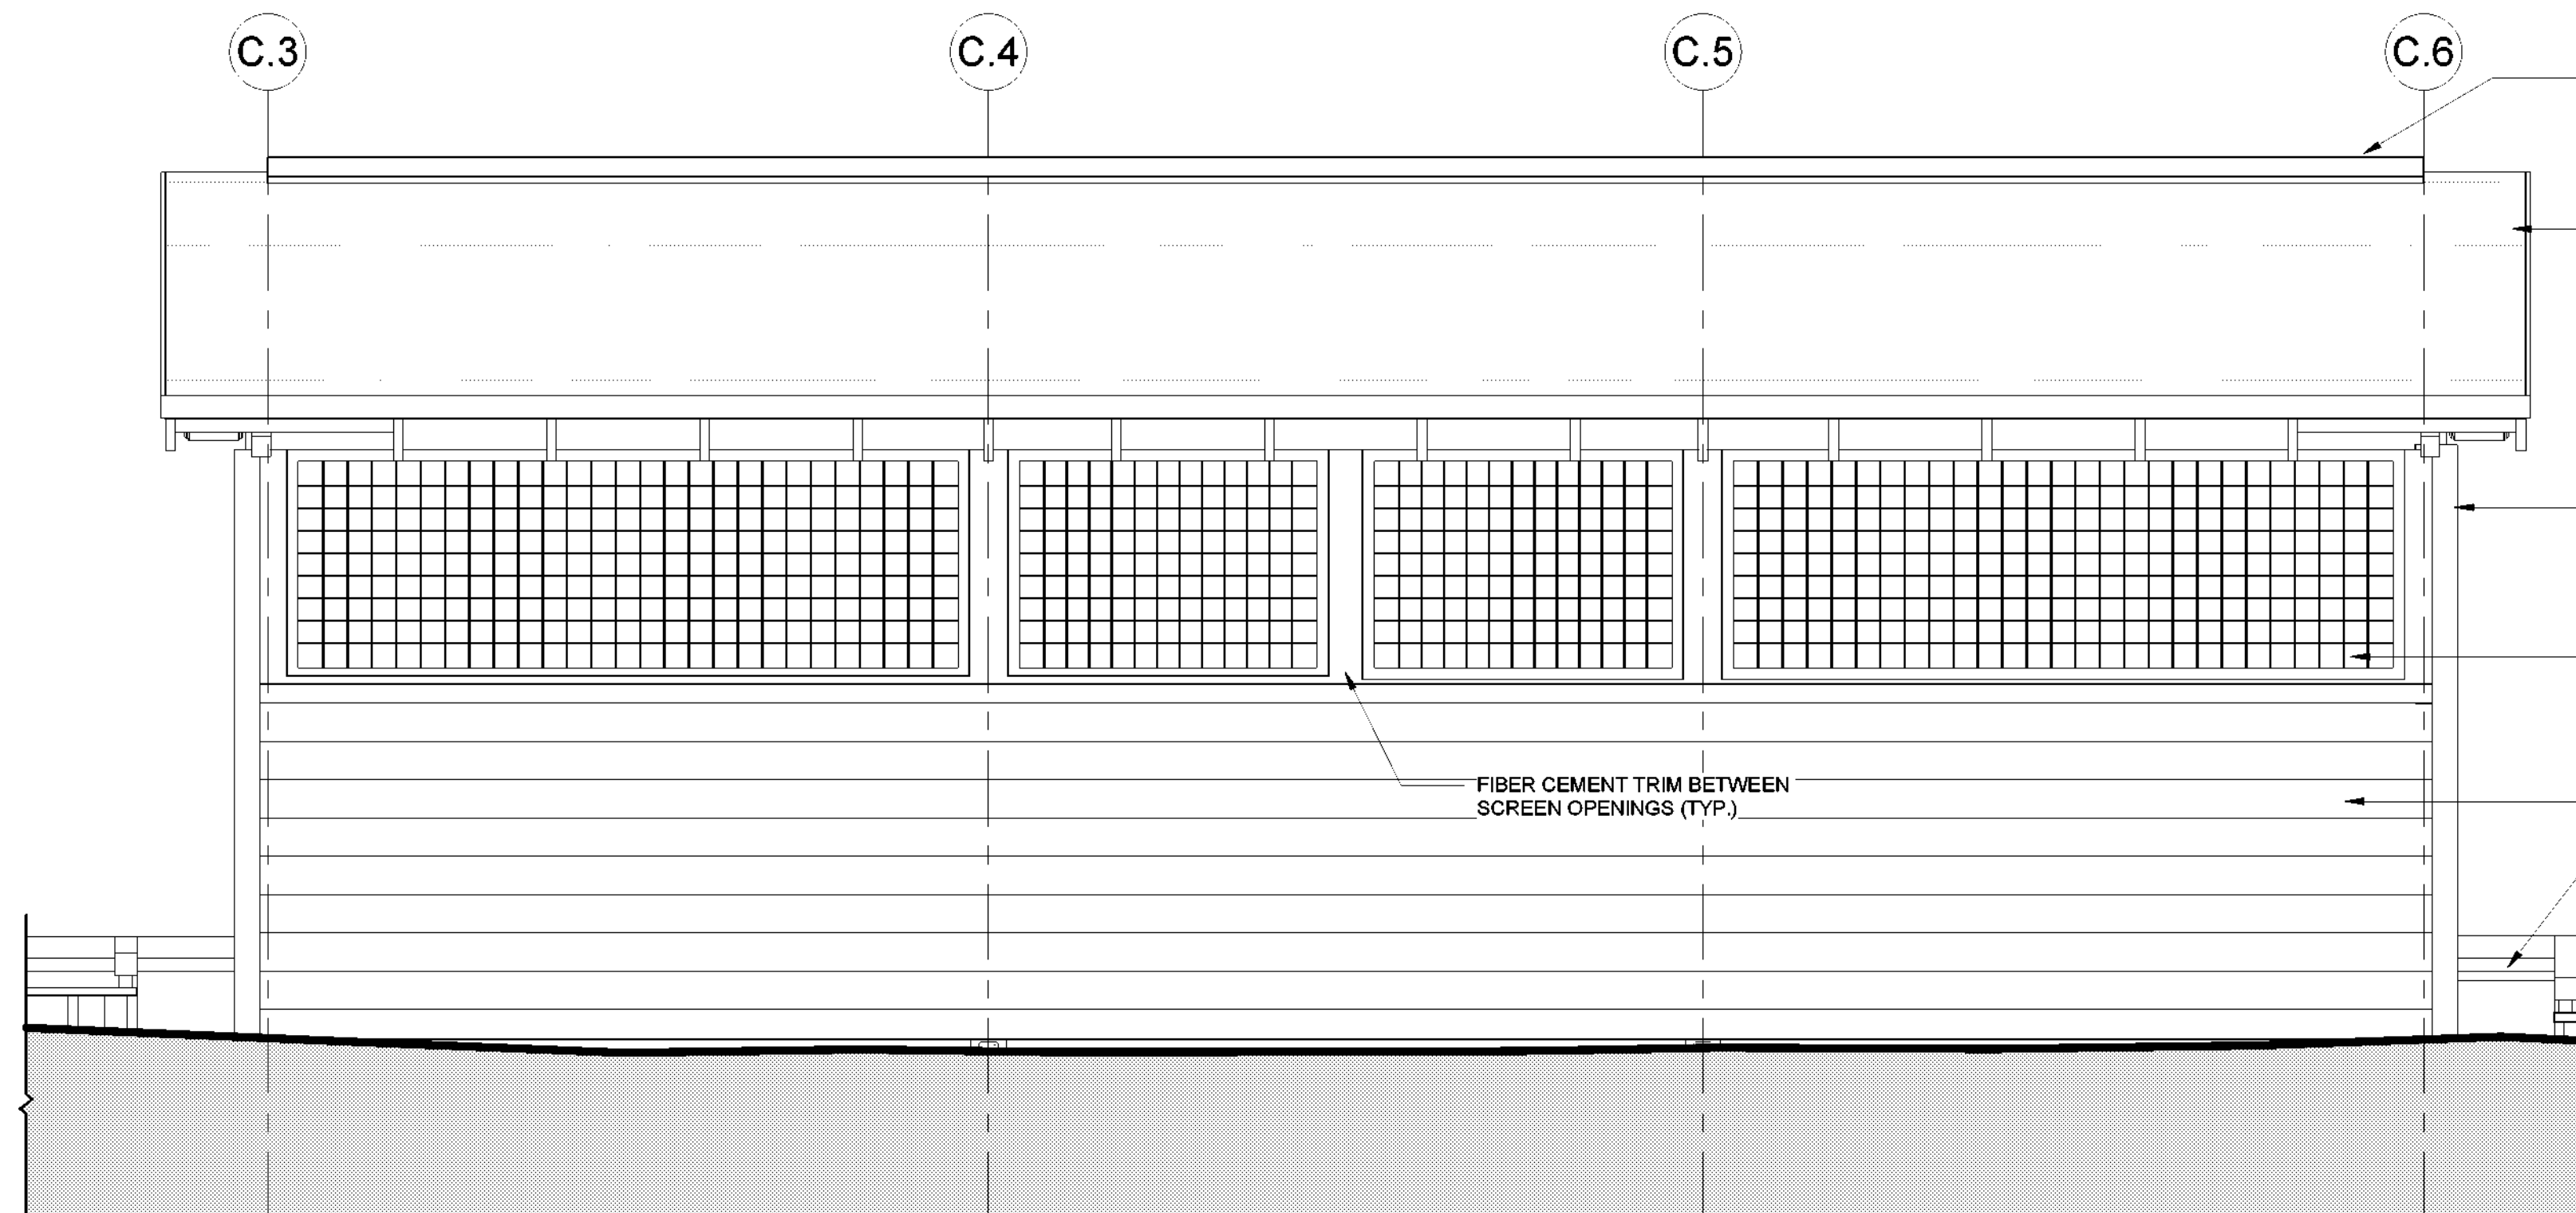 C.3
C.4
C.5
C.6
FIBER CEMENT TRIM BETWEEN
SCREEN OPENINGS (TYP.)